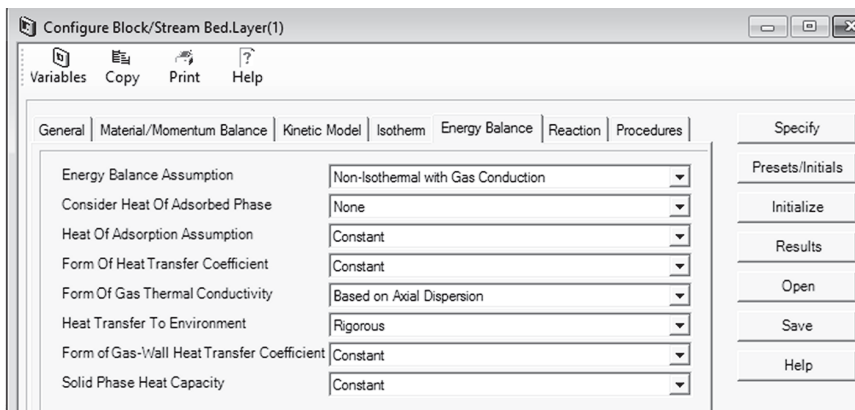 Configure Block/Stream Bed.Layer(1)
Variables Copy Print Help
General Material/Momentum Balance Kinetic Model Isotherm Energy Balance Reaction Procedures
Energy Balance Assumption Non-Isothermal with Gas Conduction
Consider Heat Of Adsorbed Phase None
Heat Of Adsorption Assumption Constant
Form Of Heat Transfer Coefficient Constant
Form Of Gas Thermal Conductivity Based on Axial Dispersion
Heat Transfer To Environment Rigorous
Form of Gas-Wall Heat Transfer Coefficient Constant
Solid Phase Heat Capacity Constant
Specify
Presets/Initials
Initialize
Results
Open
Save
Help